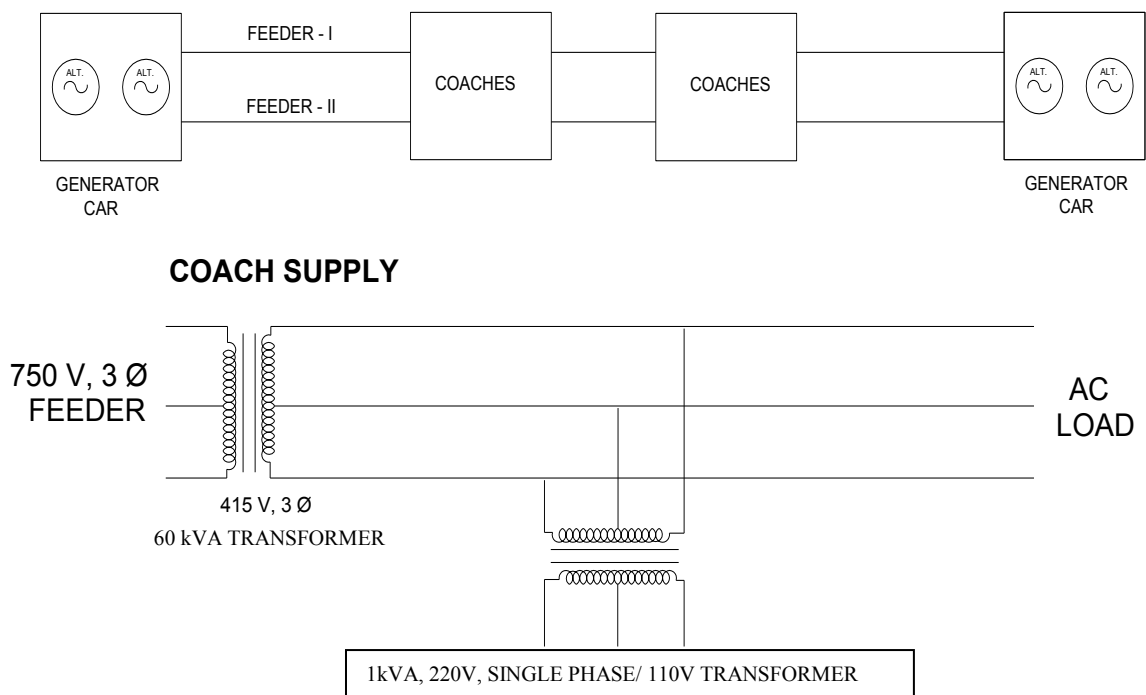 ALT.
ALT.
FEEDER - I
FEEDER - II
COACHES
COACHES
ALT.
ALT.
GENERATOR
CAR
GENERATOR
CAR
COACH SUPPLY
750 V, 3 Ø
FEEDER
AC
LOAD
415 V, 3 Ø
60 kVA TRANSFORMER
1kVA, 220V, SINGLE PHASE/ 110V TRANSFORMER